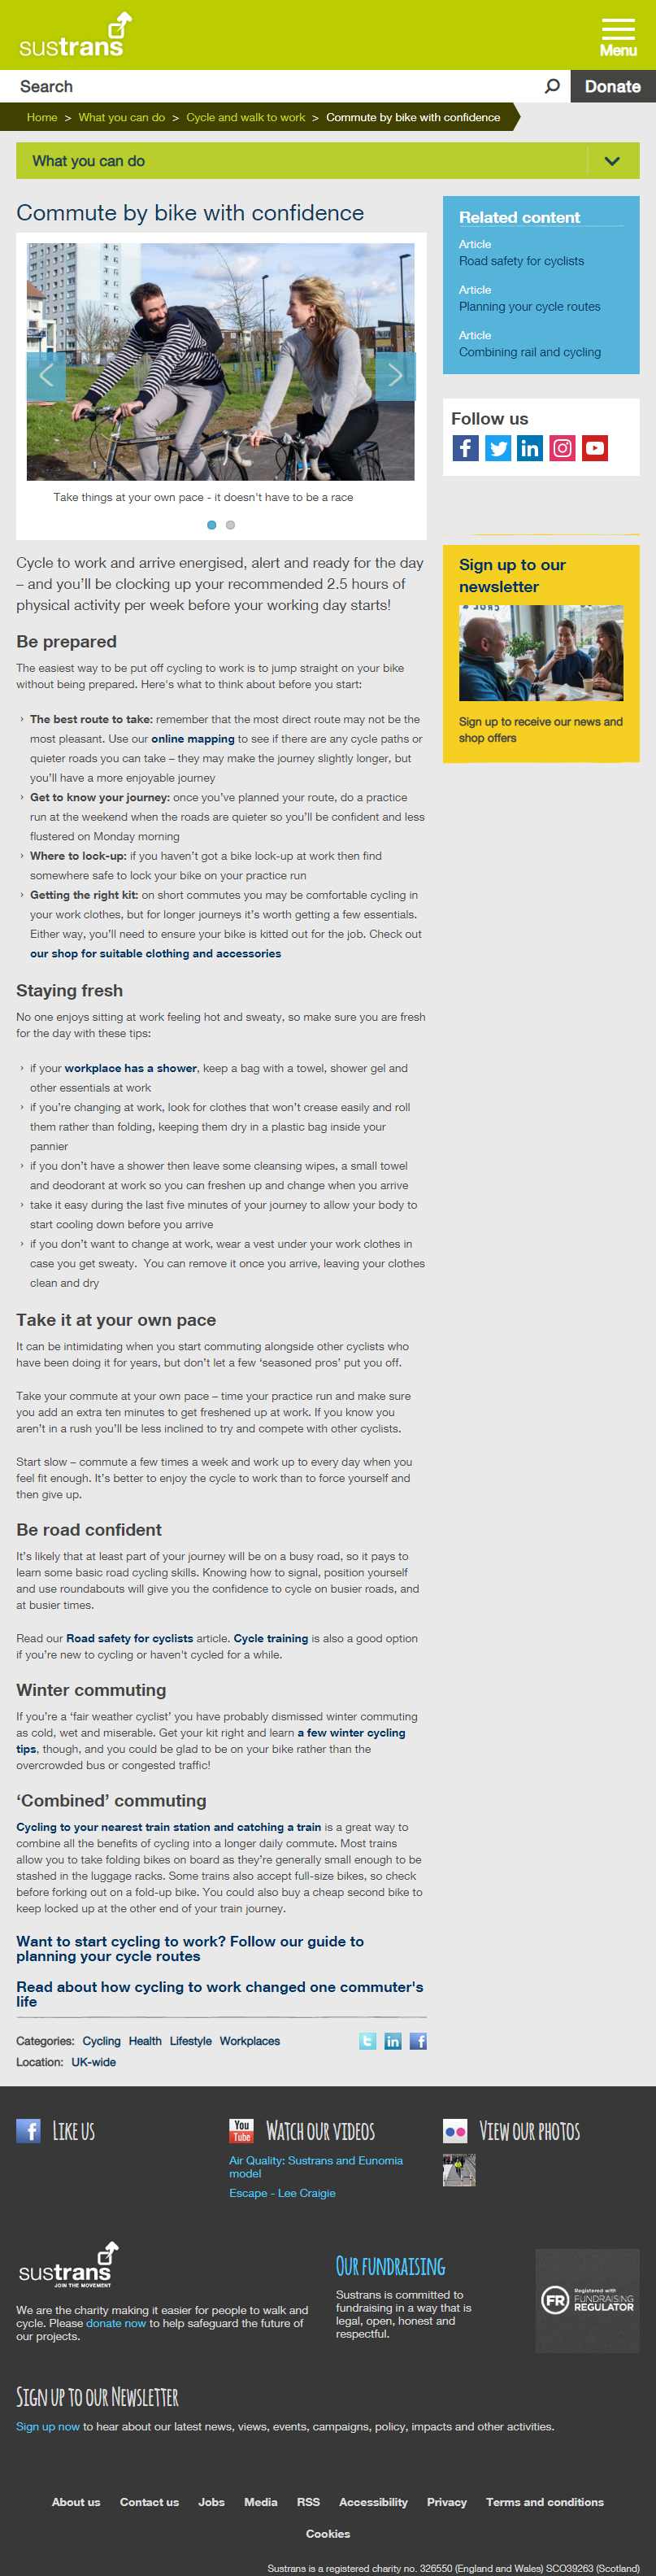 sustrans
Menu
Search
Donate
Home > What you can do > Cycle and walk to work > Commute by bike with confidence
What you can do
Commute by bike with confidence
Take things at your own pace - it doesn't have to be a race
Cycle to work and arrive energised, alert and ready for the day
– and you’ll be clocking up your recommended 2.5 hours of
physical activity per week before your working day starts!
Be prepared
The easiest way to be put off cycling to work is to jump straight on your bike
without being prepared. Here's what to think about before you start:
› The best route to take: remember that the most direct route may not be the
most pleasant. Use our online mapping to see if there are any cycle paths or
quieter roads you can take – they may make the journey slightly longer, but
you’ll have a more enjoyable journey
› Get to know your journey: once you’ve planned your route, do a practice
run at the weekend when the roads are quieter so you’ll be confident and less
flustered on Monday morning
› Where to lock-up: if you haven’t got a bike lock-up at work then find
somewhere safe to lock your bike on your practice run
› Getting the right kit: on short commutes you may be comfortable cycling in
your work clothes, but for longer journeys it’s worth getting a few essentials.
Either way, you’ll need to ensure your bike is kitted out for the job. Check out
our shop for suitable clothing and accessories
Staying fresh
No one enjoys sitting at work feeling hot and sweaty, so make sure you are fresh
for the day with these tips:
› if your workplace has a shower, keep a bag with a towel, shower gel and
other essentials at work
› if you’re changing at work, look for clothes that won’t crease easily and roll
them rather than folding, keeping them dry in a plastic bag inside your
pannier
› if you don’t have a shower then leave some cleansing wipes, a small towel
and deodorant at work so you can freshen up and change when you arrive
› take it easy during the last five minutes of your journey to allow your body to
start cooling down before you arrive
› if you don’t want to change at work, wear a vest under your work clothes in
case you get sweaty. You can remove it once you arrive, leaving your clothes
clean and dry
Take it at your own pace
It can be intimidating when you start commuting alongside other cyclists who
have been doing it for years, but don’t let a few ‘seasoned pros’ put you off.
Take your commute at your own pace – time your practice run and make sure
you add an extra ten minutes to get freshened up at work. If you know you
aren’t in a rush you’ll be less inclined to try and compete with other cyclists.
Start slow – commute a few times a week and work up to every day when you
feel fit enough. It’s better to enjoy the cycle to work than to force yourself and
then give up.
Be road confident
It’s likely that at least part of your journey will be on a busy road, so it pays to
learn some basic road cycling skills. Knowing how to signal, position yourself
and use roundabouts will give you the confidence to cycle on busier roads, and
at busier times.
Read our Road safety for cyclists article. Cycle training is also a good option
if you’re new to cycling or haven't cycled for a while.
Winter commuting
If you’re a ‘fair weather cyclist’ you have probably dismissed winter commuting
as cold, wet and miserable. Get your kit right and learn a few winter cycling
tips, though, and you could be glad to be on your bike rather than the
overcrowded bus or congested traffic!
‘Combined’ commuting
Cycling to your nearest train station and catching a train is a great way to
combine all the benefits of cycling into a longer daily commute. Most trains
allow you to take folding bikes on board as they’re generally small enough to be
stashed in the luggage racks. Some trains also accept full-size bikes, so check
before forking out on a fold-up bike. You could also buy a cheap second bike to
keep locked up at the other end of your train journey.
Want to start cycling to work? Follow our guide to
planning your cycle routes
Read about how cycling to work changed one commuter's
life
Categories: Cycling Health Lifestyle Workplaces
Location: UK-wide
Related content
Article
Road safety for cyclists
Article
Planning your cycle routes
Article
Combining rail and cycling
Follow us
Sign up to our
newsletter
Sign up to receive our news and
shop offers
Like us
You
Tube
Watch our videos
Air Quality: Sustrans and Eunomia
model
Escape - Lee Craigie
View our photos
sustrans
JOIN THE MOVEMENT
We are the charity making it easier for people to walk and
cycle. Please donate now to help safeguard the future of
our projects.
Our fundraising
Sustrans is committed to
fundraising in a way that is
legal, open, honest and
respectful.
FR
Registered with
FUNDRAISING
REGULATOR
Sign up to our Newsletter
Sign up now to hear about our latest news, views, events, campaigns, policy, impacts and other activities.
About us Contact us Jobs Media RSS Accessibility Privacy Terms and conditions
Cookies
Sustrans is a registered charity no. 326550 (England and Wales) SCO39263 (Scotland)